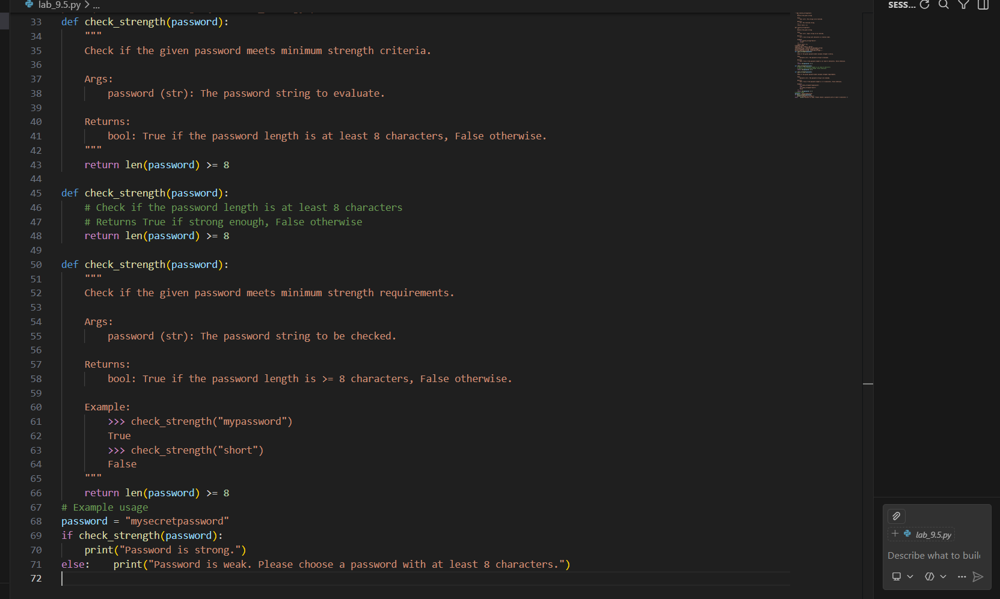 lab_9.5.py > ...
SESS...
33 def check_strength(password):
34     """
35     Check if the given password meets minimum strength criteria.
36
37     Args:
38         password (str): The password string to evaluate.
39
40     Returns:
41         bool: True if the password length is at least 8 characters, False otherwise.
42     """
43     return len(password) >= 8
44
45 def check_strength(password):
46     # Check if the password length is at least 8 characters
47     # Returns True if strong enough, False otherwise
48     return len(password) >= 8
49
50 def check_strength(password):
51     """
52     Check if the given password meets minimum strength requirements.
53
54     Args:
55         password (str): The password string to be checked.
56
57     Returns:
58         bool: True if the password length is >= 8 characters, False otherwise.
59
60     Example:
61         >>> check_strength("mypassword")
62         True
63         >>> check_strength("short")
64         False
65     """
66     return len(password) >= 8
67 # Example usage
68 password = "mysecretpassword"
69 if check_strength(password):
70     print("Password is strong.")
71 else:    print("Password is weak. Please choose a password with at least 8 characters.")
72
+ lab_9.5.py
Describe what to buil
...